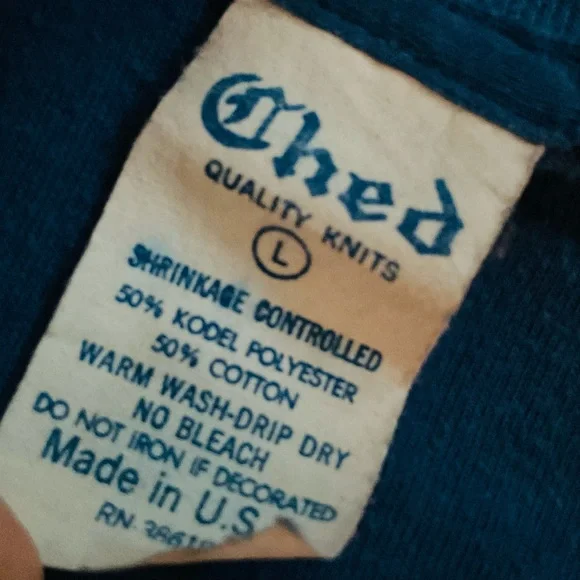 Ched
QUALITY KNITS
L
SHRINKAGE CONTROLLED
50% KODEL POLYESTER
50% COTTON
WARM WASH-DRIP DRY
NO BLEACH
DO NOT IRON IF DECORATED
Made in U.S.
RN